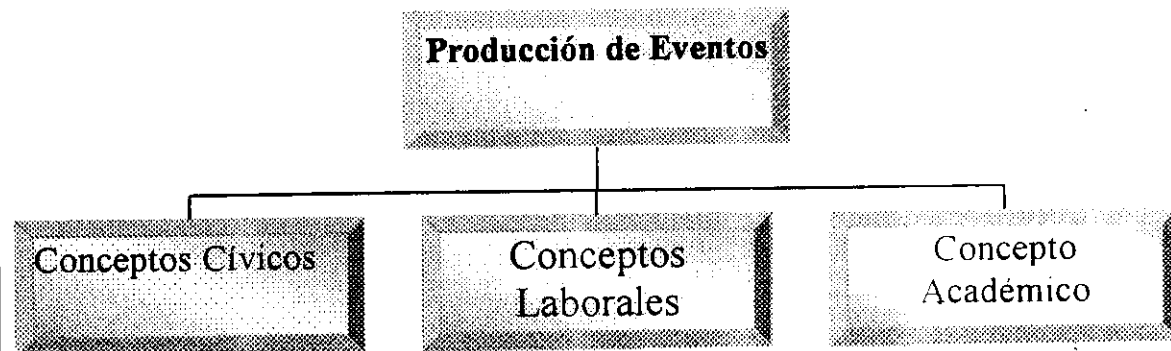 Producción de Eventos
Conceptos Cívicos
Conceptos
Laborales
Concepto
Académico